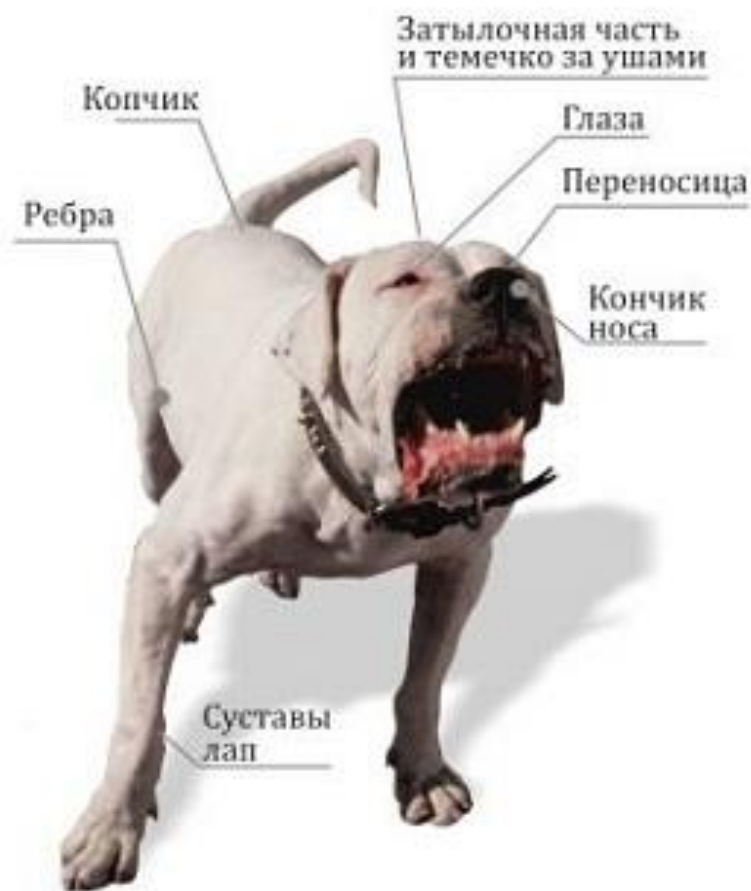 Затылочная часть
и темечко за ушами
Копчик
Глаза
Переносица
Ребра
Кончик
носа
Суставы
лап